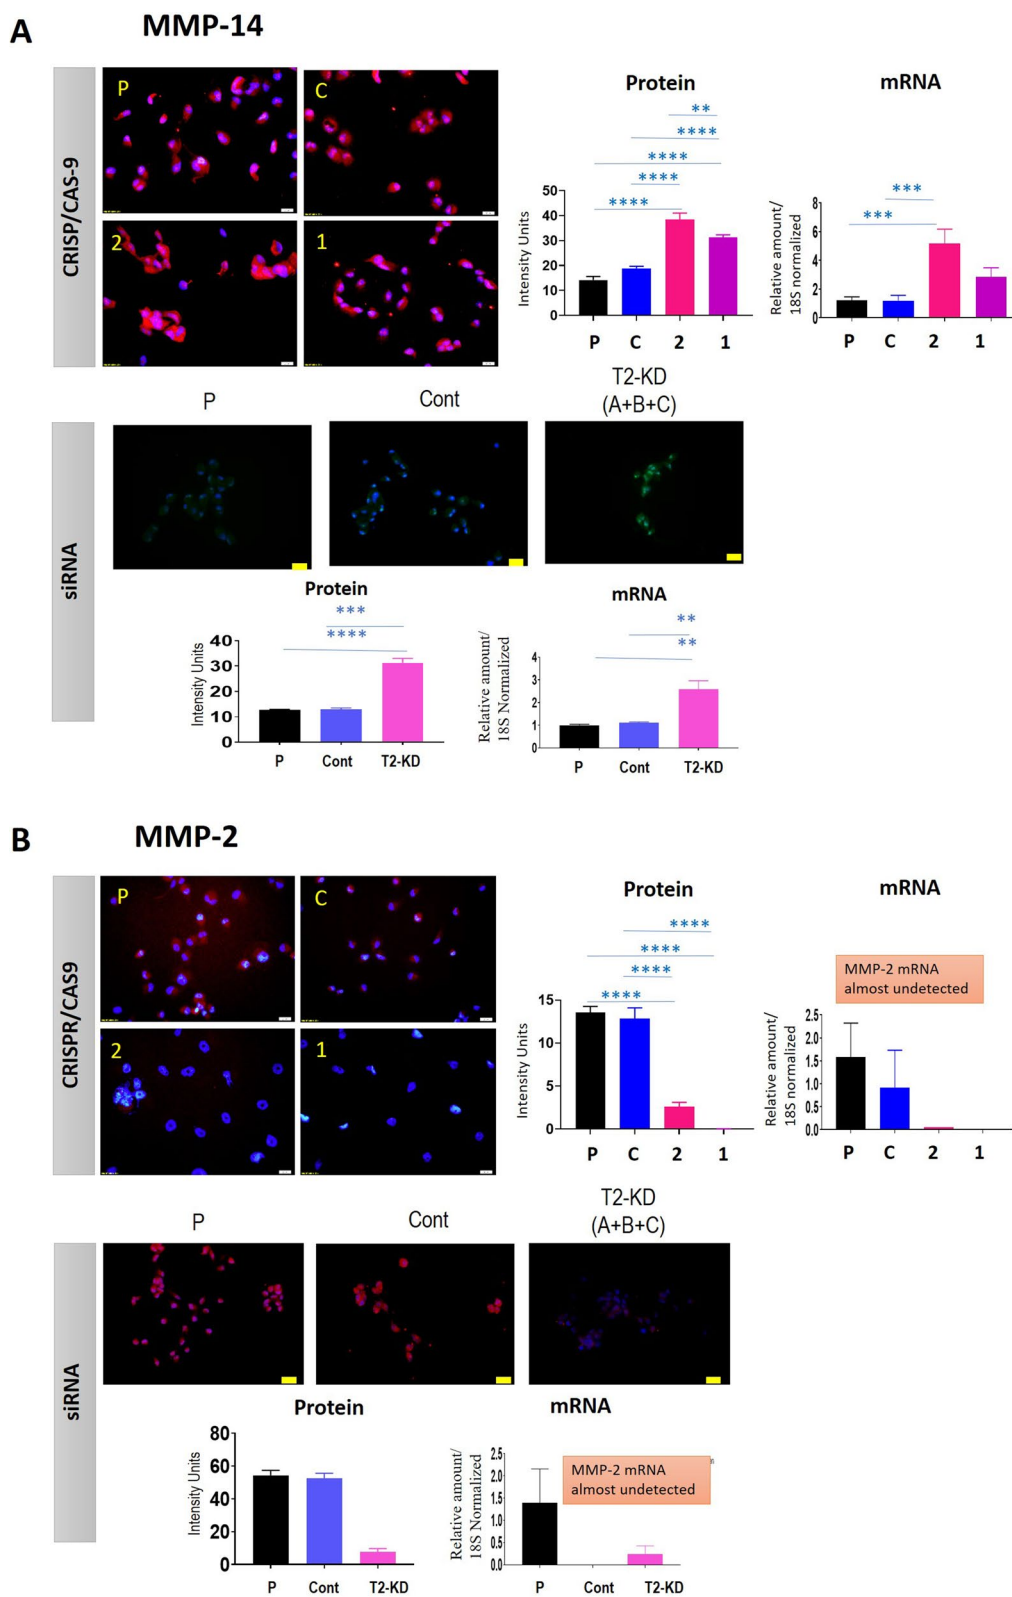 A
MMP-14
CRISP/CAS-9
P
C
2
1
Protein
**
****
****
****
****
Intensity Units
50
40
30
20
10
0
P C 2 1
mRNA
***
***
Relative amount/
18S normalized
8
6
4
2
0
P C 2 1
siRNA
P
Cont
T2-KD
(A+B+C)
Protein
***
****
Intensity Units
40
30
20
10
0
P Cont T2-KD
mRNA
**
**
Relative amount/
18S Normalized
4
3
2
1
0
P Cont T2-KD
B
MMP-2
CRISPR/CAS9
P
C
2
1
Protein
****
****
****
****
Intensity Units
15
10
5
0
P C 2 1
mRNA
MMP-2 mRNA
almost undetected
Relative amount/
18S normalized
2.5
2.0
1.5
1.0
0.5
0.0
P C 2 1
siRNA
P
Cont
T2-KD
(A+B+C)
Protein
Intensity Units
80
60
40
20
0
P Cont T2-KD
mRNA
MMP-2 mRNA
almost undetected
Relative amount/
18S Normalized
2.5
2.0
1.5
1.0
0.5
0.0
P Cont T2-KD